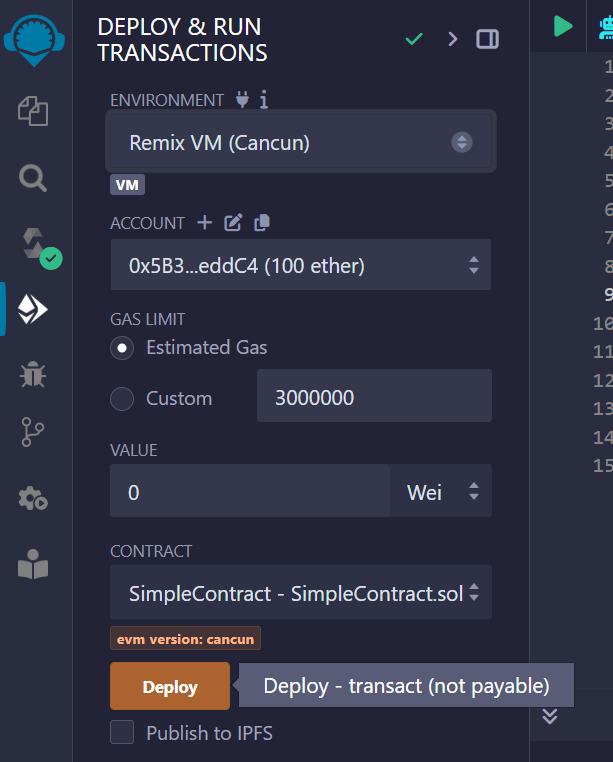 DEPLOY & RUN
TRANSACTIONS
ENVIRONMENT
Remix VM (Cancun)
VM
ACCOUNT
0x5B3...eddC4 (100 ether)
GAS LIMIT
Estimated Gas
Custom
3000000
VALUE
0
Wei
CONTRACT
SimpleContract - SimpleContract.sol
evm version: cancun
Deploy
Deploy - transact (not payable)
Publish to IPFS
1
2
3
4
5
6
7
8
9
10
11
12
13
14
15